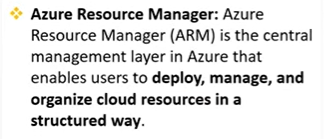 ❖ Azure Resource Manager: Azure
Resource Manager (ARM) is the central
management layer in Azure that
enables users to deploy, manage, and
organize cloud resources in a
structured way.